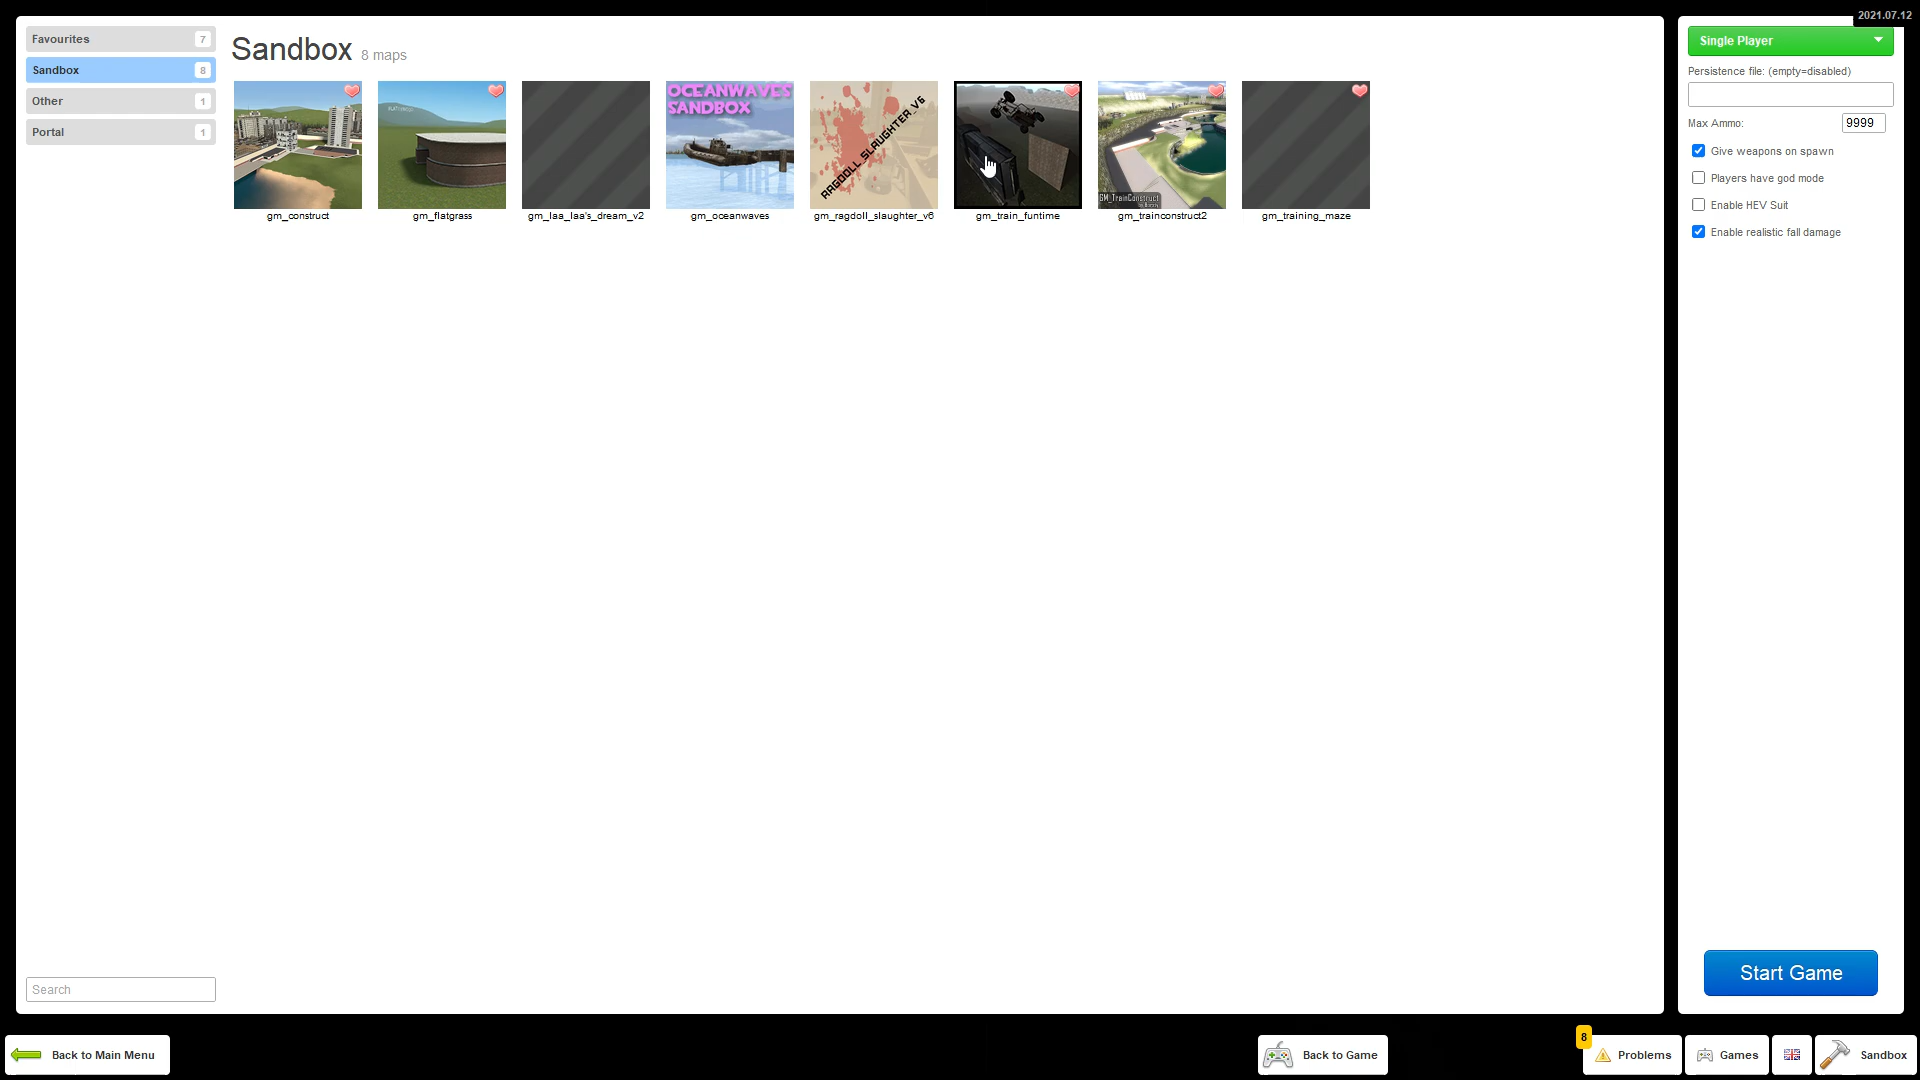 2021.07.12
Favourites 7
Sandbox 8
Other 1
Portal 1
Sandbox 8 maps
OCEANWAVES
SANDBOX
RAGDOLL_SLAUGHTER_V6
GM_TrainConstruct
gm_construct
gm_flatgrass
gm_laa_laa's_dream_v2
gm_oceanwaves
gm_ragdoll_slaughter_v6
gm_train_funtime
gm_trainconstruct2
gm_training_maze
Single Player
Persistence file: (empty=disabled)
Max Ammo: 9999
Give weapons on spawn
Players have god mode
Enable HEV Suit
Enable realistic fall damage
Start Game
Search
Back to Main Menu
Back to Game
8
Problems
Games
Sandbox